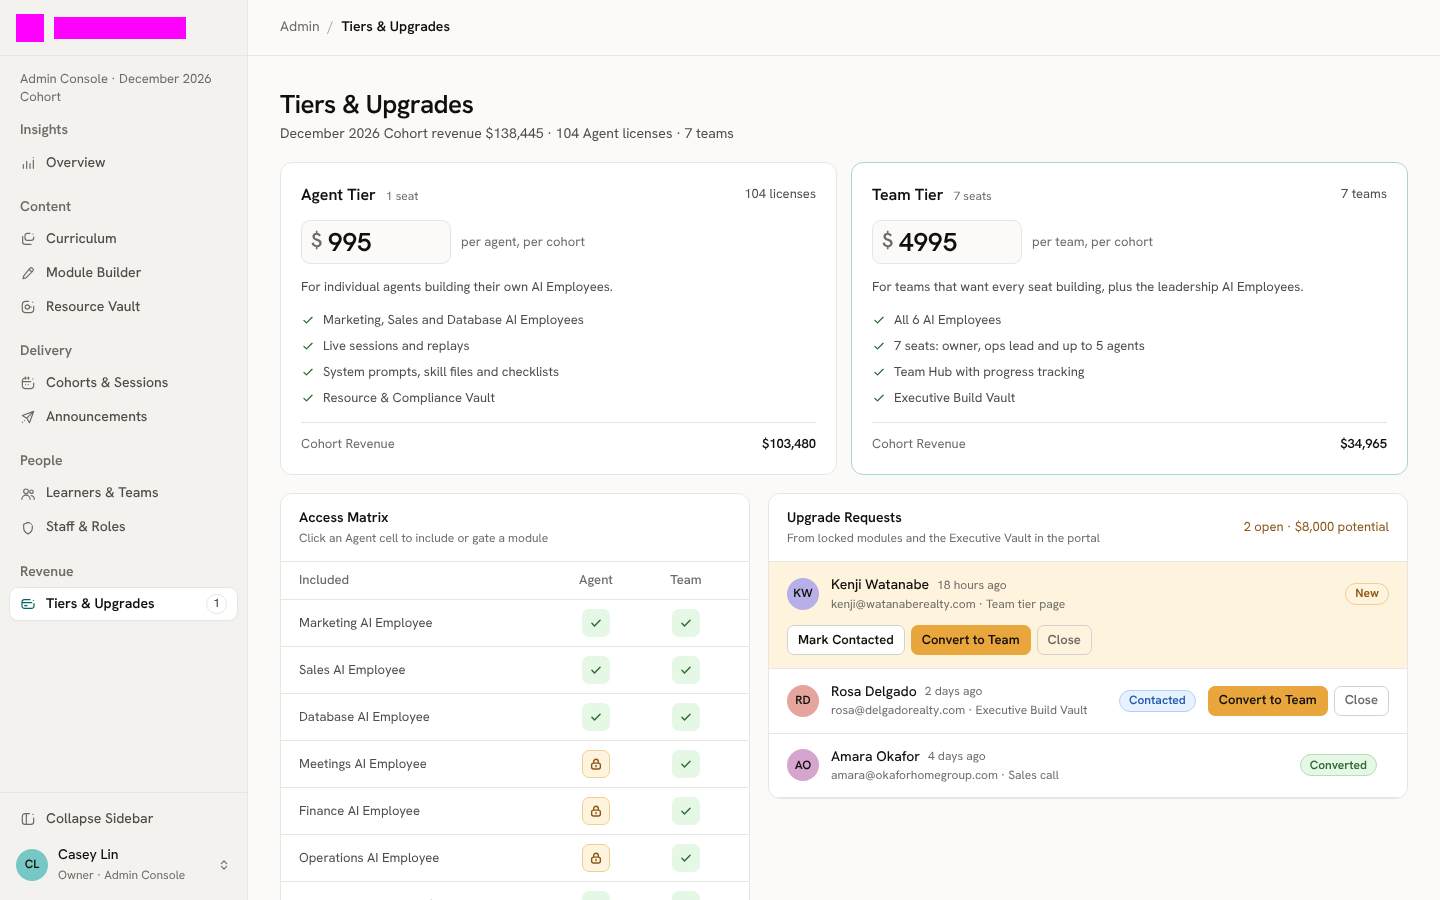 Admin Console · December 2026
Cohort
Insights
Overview
Content
Curriculum
Module Builder
Resource Vault
Delivery
Cohorts & Sessions
Announcements
People
Learners & Teams
Staff & Roles
Revenue
Tiers & Upgrades 1
Collapse Sidebar
CL Casey Lin
Owner · Admin Console
Admin / Tiers & Upgrades
Tiers & Upgrades
December 2026 Cohort revenue $138,445 · 104 Agent licenses · 7 teams
Agent Tier 1 seat 104 licenses
$ 995 per agent, per cohort
For individual agents building their own AI Employees.
Marketing, Sales and Database AI Employees
Live sessions and replays
System prompts, skill files and checklists
Resource & Compliance Vault
Cohort Revenue $103,480
Team Tier 7 seats 7 teams
$ 4995 per team, per cohort
For teams that want every seat building, plus the leadership AI Employees.
All 6 AI Employees
7 seats: owner, ops lead and up to 5 agents
Team Hub with progress tracking
Executive Build Vault
Cohort Revenue $34,965
Access Matrix
Click an Agent cell to include or gate a module
Included Agent Team
Marketing AI Employee
Sales AI Employee
Database AI Employee
Meetings AI Employee
Finance AI Employee
Operations AI Employee
Upgrade Requests
From locked modules and the Executive Vault in the portal
2 open · $8,000 potential
KW Kenji Watanabe 18 hours ago
kenji@watanaberealty.com · Team tier page
New
Mark Contacted Convert to Team Close
RD Rosa Delgado 2 days ago
rosa@delgadorealty.com · Executive Build Vault
Contacted Convert to Team Close
AO Amara Okafor 4 days ago
amara@okaforhomegroup.com · Sales call
Converted